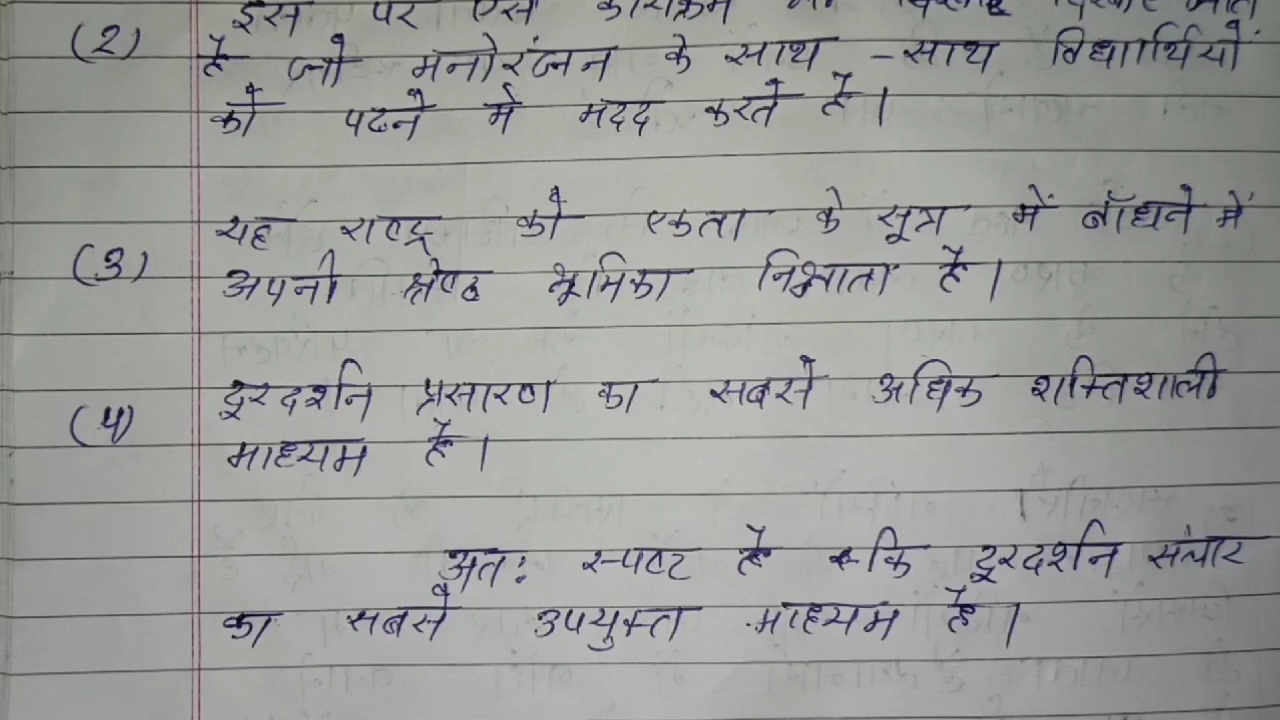 (2) इस पर ऐसे कार्यक्रम भी
है जो मनोरंजन के साथ -साथ विद्यार्थियों
को पढने मे मदद करते है।
यह राष्ट्र को एकता के सूत्र में बाँधने में
(3) अपनी श्रेष्ठ भूमिका निभाता है।
दूरदर्शन प्रसारण का सबसे अधिक शक्तिशाली
(4) माध्यम है।
अत: स्पष्ट है कि दूरदर्शन संचार
का सबसे उपयुक्त माध्यम है।